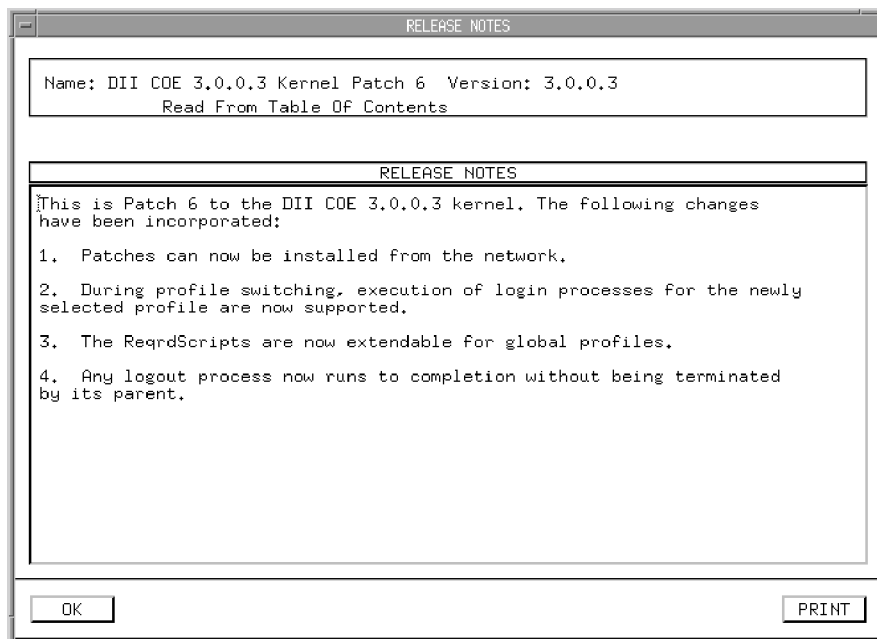 RELEASE NOTES
Name: DII COE 3.0.0.3 Kernel Patch 6  Version: 3.0.0.3
Read From Table Of Contents
RELEASE NOTES
This is Patch 6 to the DII COE 3.0.0.3 kernel. The following changes
have been incorporated:
1.  Patches can now be installed from the network.
2.  During profile switching, execution of login processes for the newly
selected profile are now supported.
3.  The ReqrdScripts are now extendable for global profiles.
4.  Any logout process now runs to completion without being terminated
by its parent.
OK
PRINT